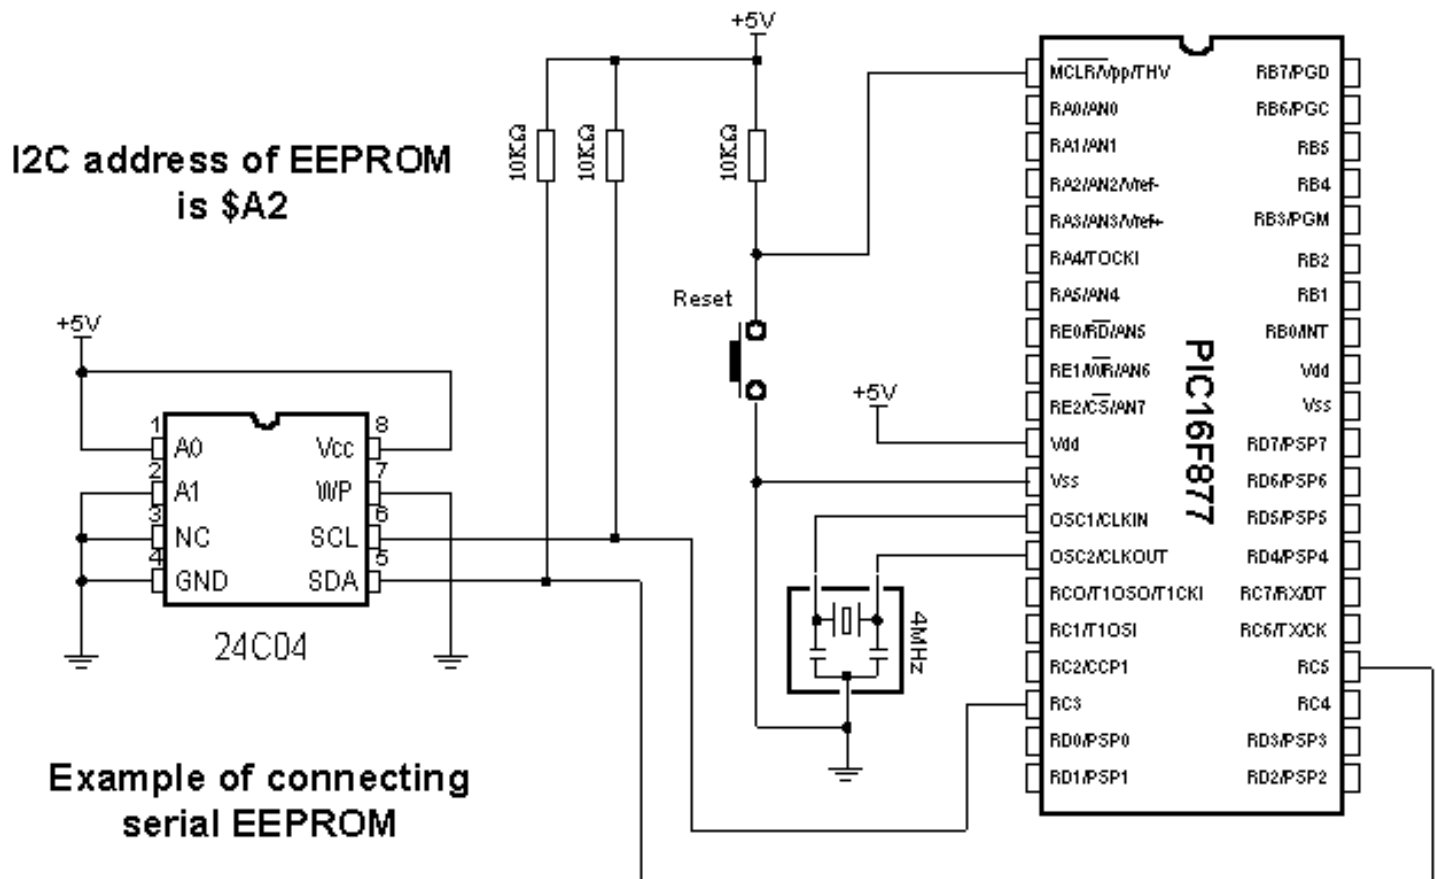 +5V
I2C address of EEPROM
is $A2
10KΩ
10KΩ
10KΩ
Reset
+5V
1
A0
Vcc
8
2
A1
WP
7
3
NC
SCL
6
4
GND
SDA
5
24C04
Example of connecting
serial EEPROM
+5V
4MHz
PIC16F877
MCLR/Vpp/THV
RA0/AN0
RA1/AN1
RA2/AN2/Vref-
RA3/AN3/Vref+
RA4/TOCKI
RA5/AN4
RE0/RD/AN5
RE1/WR/AN6
RE2/CS/AN7
Vdd
Vss
OSC1/CLKIN
OSC2/CLKOUT
RCO/T1OSO/T1CKI
RC1/T1OSI
RC2/CCP1
RC3
RD0/PSP0
RD1/PSP1
RB7/PGD
RB6/PGC
RB5
RB4
RB3/PGM
RB2
RB1
RB0/INT
Vdd
Vss
RD7/PSP7
RD6/PSP6
RD5/PSP5
RD4/PSP4
RC7/RX/DT
RC6/TX/CK
RC5
RC4
RD3/PSP3
RD2/PSP2